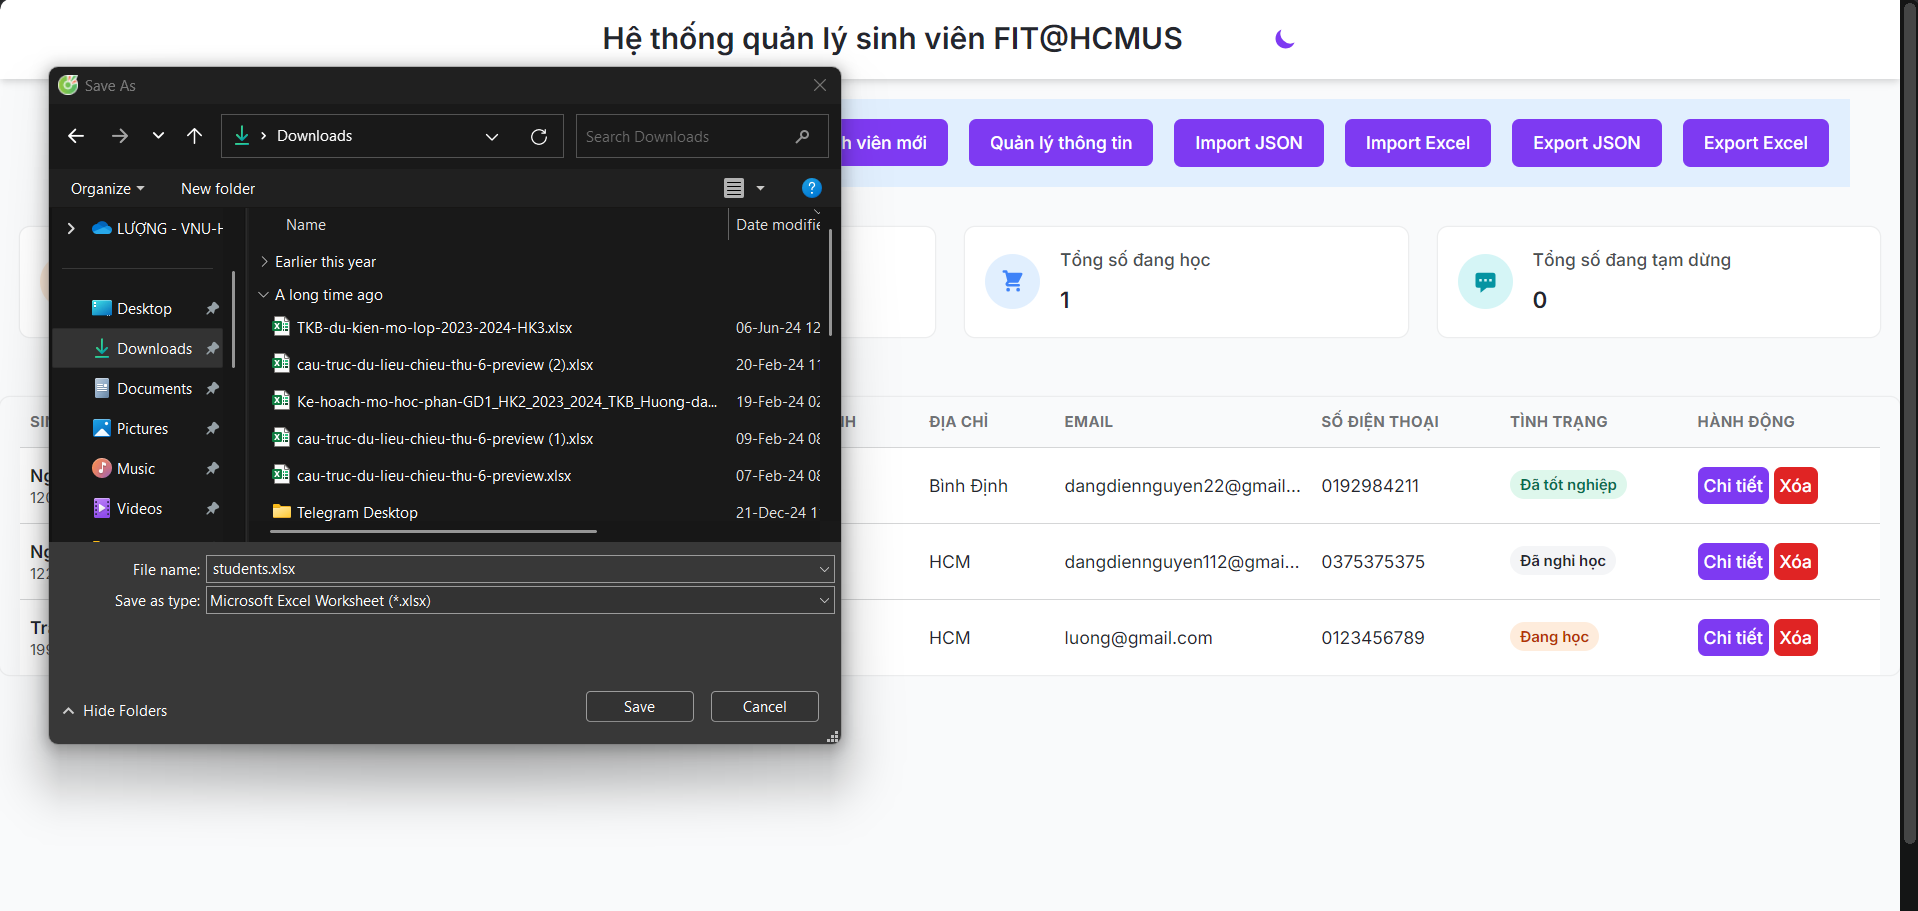 Hệ thống quản lý sinh viên FIT@HCMUS
Save As
Downloads
Search Downloads
h viên mới
Quản lý thông tin
Import JSON
Import Excel
Export JSON
Export Excel
Organize
New folder
?
LƯỢNG - VNU-H
Desktop
Downloads
Documents
Pictures
Music
Videos
Name
Date modifie
Earlier this year
A long time ago
TKB-du-kien-mo-lop-2023-2024-HK3.xlsx 06-Jun-24 12
cau-truc-du-lieu-chieu-thu-6-preview (2).xlsx 20-Feb-24 11
Ke-hoach-mo-hoc-phan-GD1_HK2_2023_2024_TKB_Huong-da... 19-Feb-24 02
cau-truc-du-lieu-chieu-thu-6-preview (1).xlsx 09-Feb-24 08
cau-truc-du-lieu-chieu-thu-6-preview.xlsx 07-Feb-24 08
Telegram Desktop 21-Dec-24 1
File name: students.xlsx
Save as type: Microsoft Excel Worksheet (*.xlsx)
Hide Folders
Save
Cancel
Tổng số đang học
1
Tổng số đang tạm dừng
0
SI
H ĐỊA CHỈ EMAIL SỐ ĐIỆN THOẠI TÌNH TRẠNG HÀNH ĐỘNG
Ng
120
Bình Định dangdiennguyen22@gmail... 0192984211 Đã tốt nghiệp Chi tiết Xóa
Ng
122
HCM dangdiennguyen112@gmai... 0375375375 Đã nghỉ học Chi tiết Xóa
Tr
199
HCM luong@gmail.com 0123456789 Đang học Chi tiết Xóa